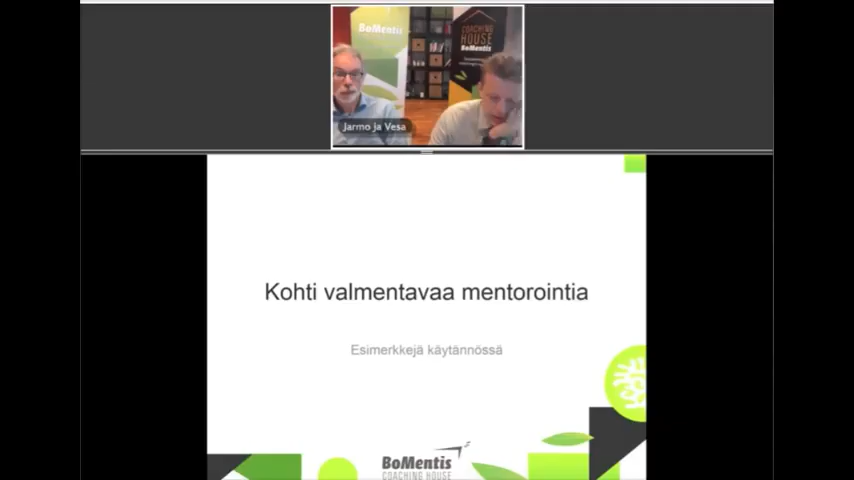 BoMentis
COACHING
HOUSE
BoMentis
Jarmo ja Vesa
Kohti valmentavaa mentorointia
Esimerkkejä käytännössä
BoMentis
COACHING HOUSE